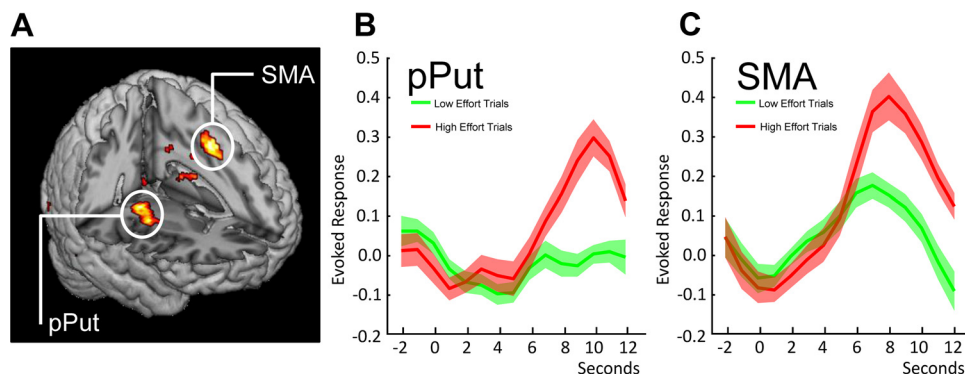 A
SMA
pPut
B
pPut
Low Effort Trials
High Effort Trials
Evoked Response
0.5
0.4
0.3
0.2
0.1
0.0
-0.1
-0.2
-2 0 2 4 6 8 10 12
Seconds
C
SMA
Low Effort Trials
High Effort Trials
Evoked Response
0.5
0.4
0.3
0.2
0.1
0.0
-0.1
-0.2
-2 0 2 4 6 8 10 12
Seconds